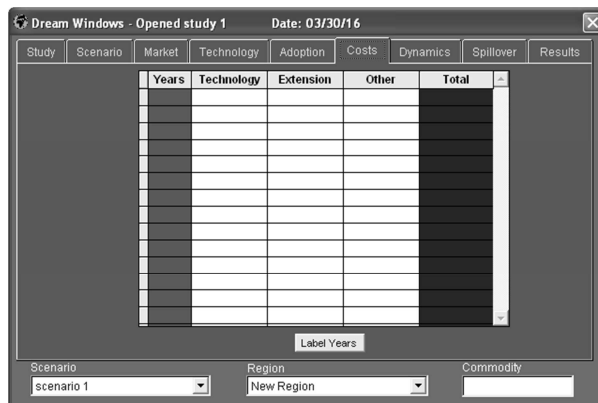 Dream Windows - Opened study 1 Date: 03/30/16
Study Scenario Market Technology Adoption Costs Dynamics Spillover Results
Years Technology Extension Other Total
Label Years
Scenario Region Commodity
scenario 1 New Region